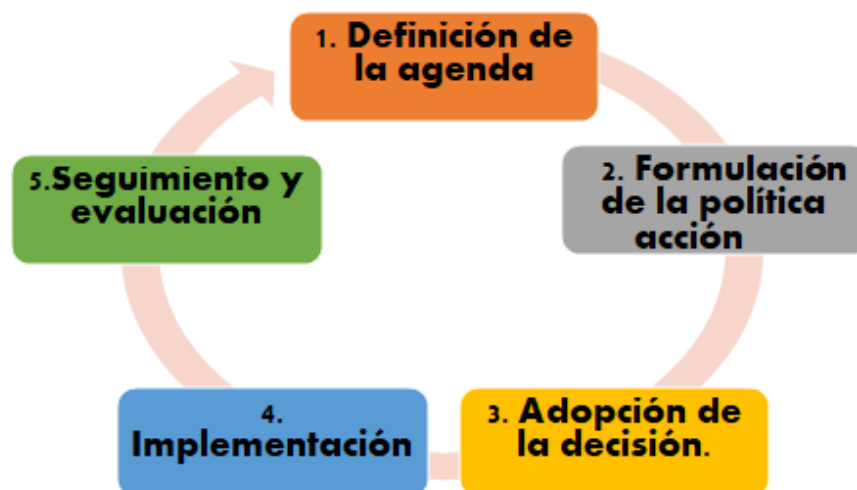 1. Definición de
la agenda
2. Formulación
de la política
acción
3. Adopción de
la decisión.
4.
Implementación
5.Seguimiento y
evaluación